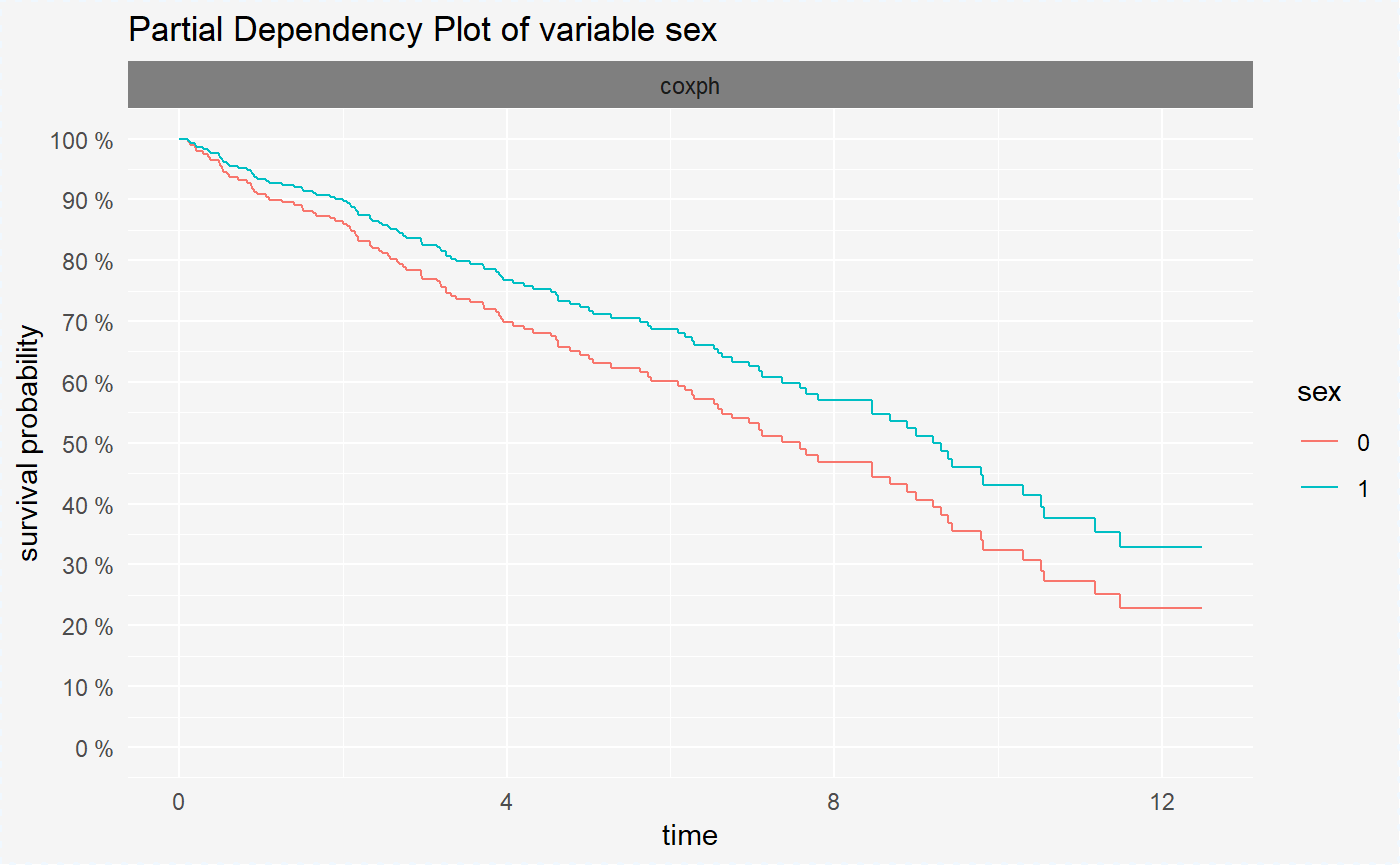 Partial Dependency Plot of variable sex
coxph
100 %
90 %
80 %
70 %
60 %
50 %
40 %
30 %
20 %
10 %
0 %
survival probability
0 4 8 12
time
sex
0
1